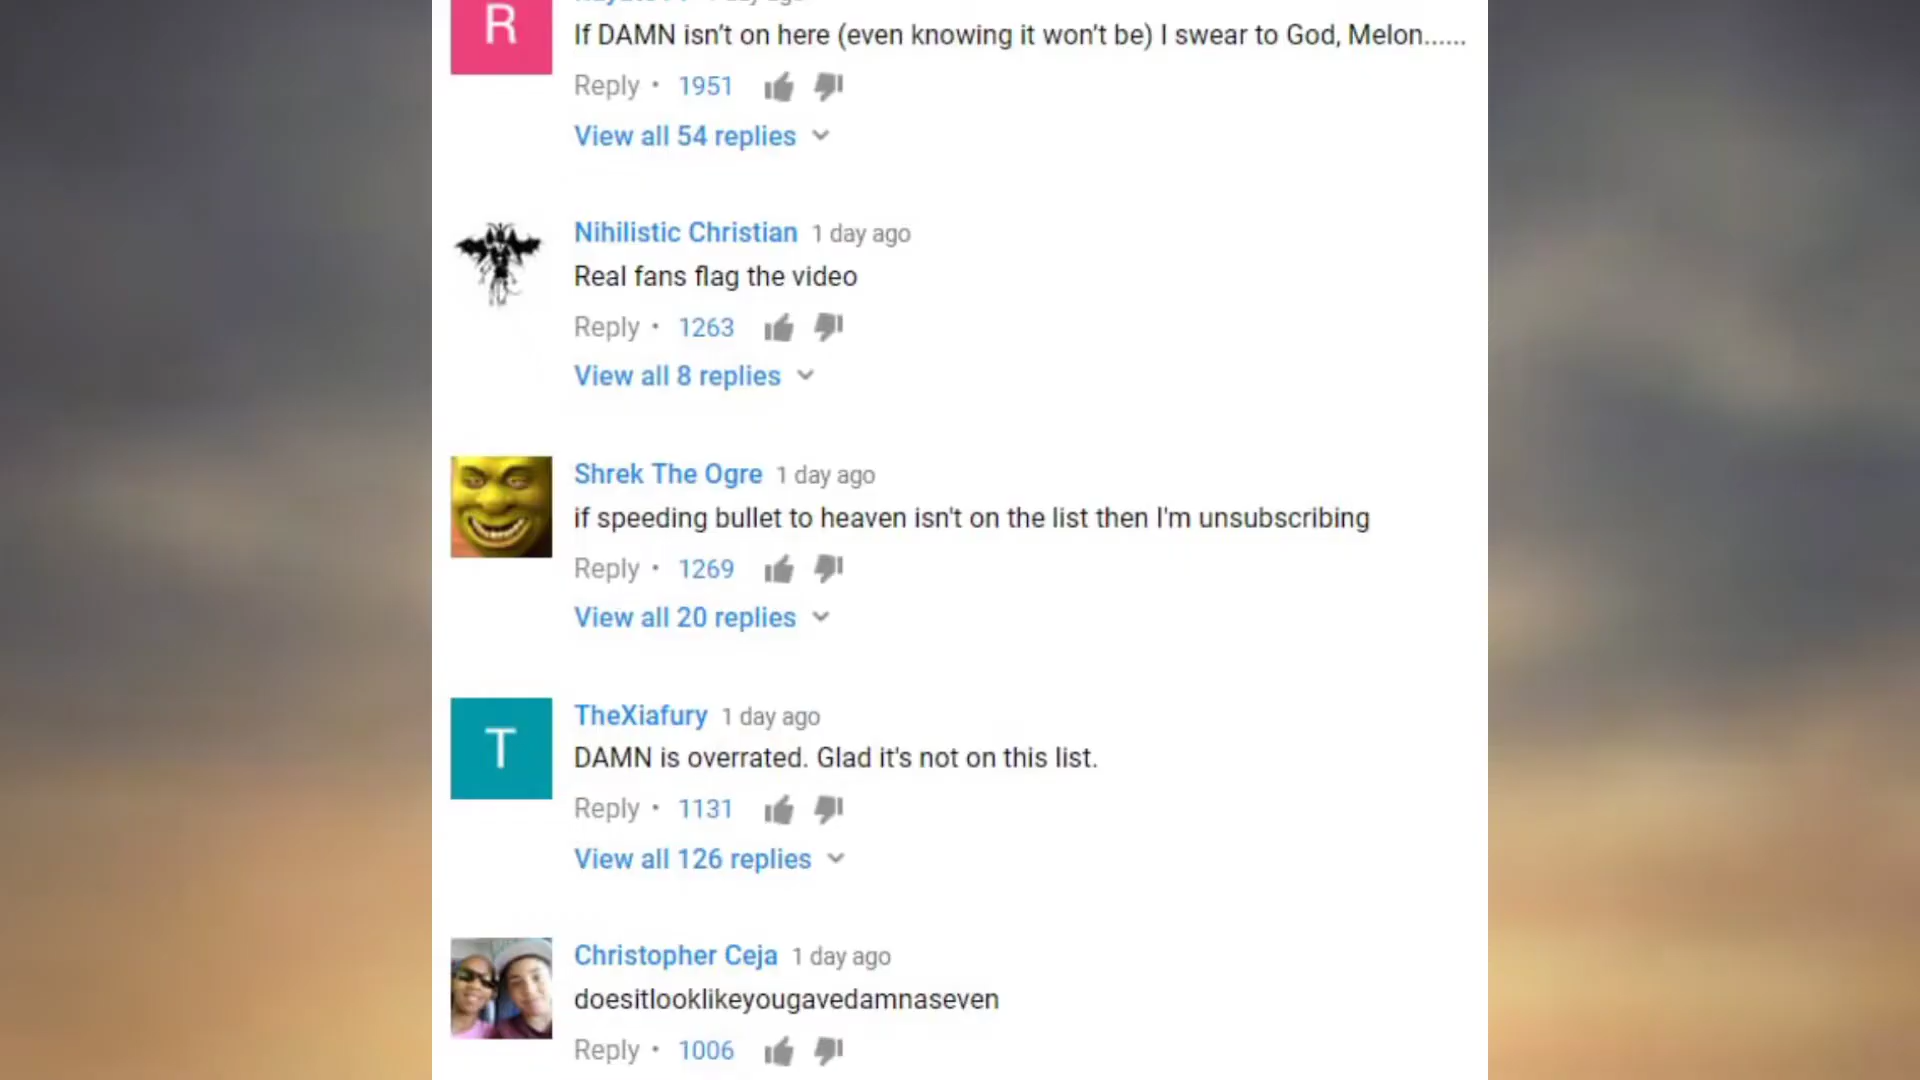 R
If DAMN isn't on here (even knowing it won't be) I swear to God, Melon......
Reply • 1951
View all 54 replies
Nihilistic Christian 1 day ago
Real fans flag the video
Reply • 1263
View all 8 replies
Shrek The Ogre 1 day ago
if speeding bullet to heaven isn't on the list then I'm unsubscribing
Reply • 1269
View all 20 replies
T
TheXiafury 1 day ago
DAMN is overrated. Glad it's not on this list.
Reply • 1131
View all 126 replies
Christopher Ceja 1 day ago
doesitlooklikeyougavedamnaseven
Reply • 1006